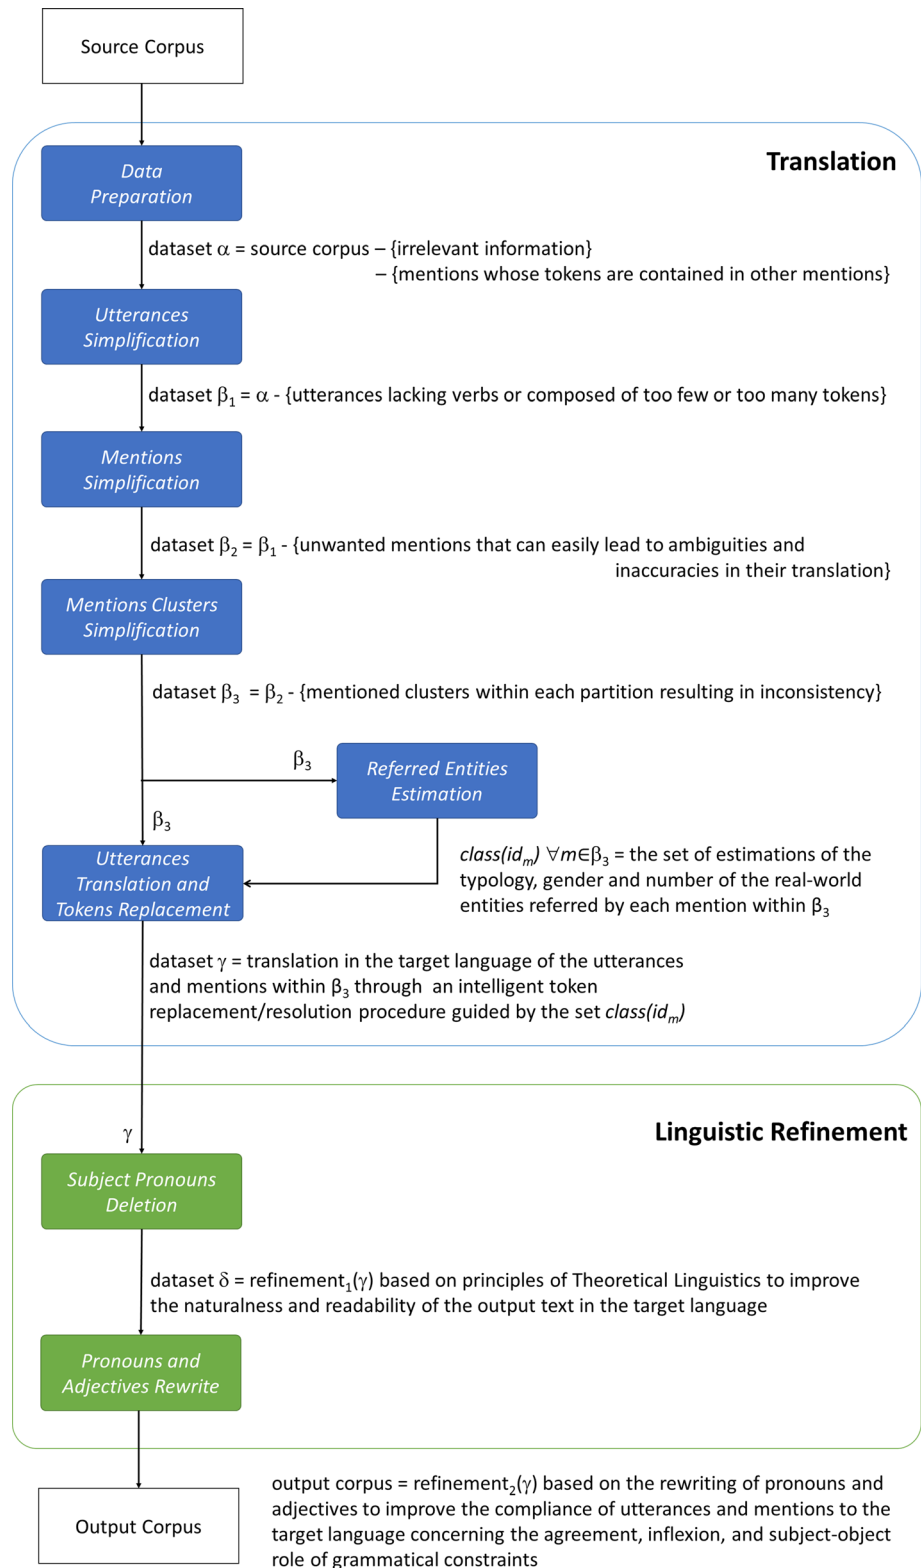 Source Corpus
Translation
Data
Preparation
dataset α = source corpus – {irrelevant information}
– {mentions whose tokens are contained in other mentions}
Utterances
Simplification
dataset β₁ = α - {utterances lacking verbs or composed of too few or too many tokens}
Mentions
Simplification
dataset β₂ = β₁ - {unwanted mentions that can easily lead to ambiguities and
inaccuracies in their translation}
Mentions Clusters
Simplification
dataset β₃ = β₂ - {mentioned clusters within each partition resulting in inconsistency}
β₃
Referred Entities
Estimation
β₃
Utterances
Translation and
Tokens Replacement
class(idₘ) ∀m∈β₃ = the set of estimations of the
typology, gender and number of the real-world
entities referred by each mention within β₃
dataset γ = translation in the target language of the utterances
and mentions within β₃ through an intelligent token
replacement/resolution procedure guided by the set class(idₘ)
Linguistic Refinement
γ
Subject Pronouns
Deletion
dataset δ = refinement₁(γ) based on principles of Theoretical Linguistics to improve
the naturalness and readability of the output text in the target language
Pronouns and
Adjectives Rewrite
Output Corpus
output corpus = refinement₂(γ) based on the rewriting of pronouns and
adjectives to improve the compliance of utterances and mentions to the
target language concerning the agreement, inflexion, and subject-object
role of grammatical constraints